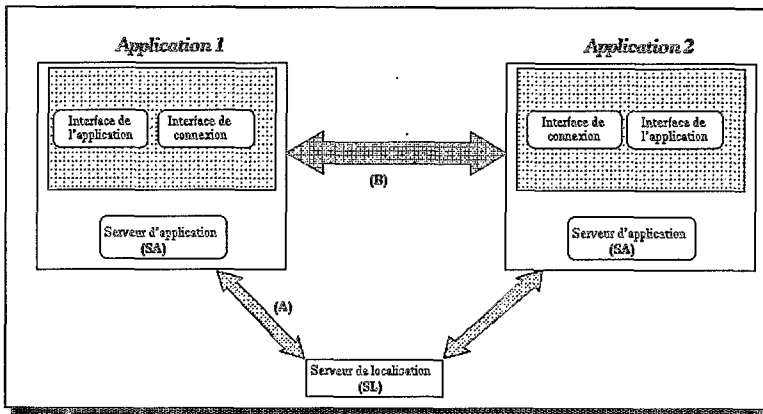 Application 1
Application 2
Interface de
l'application
Interface de
connexion
Interface de
connexion
Interface de
l'application
(B)
Serveur d'application
(SA)
Serveur d'application
(SA)
(A)
Serveur de localisation
(SL)